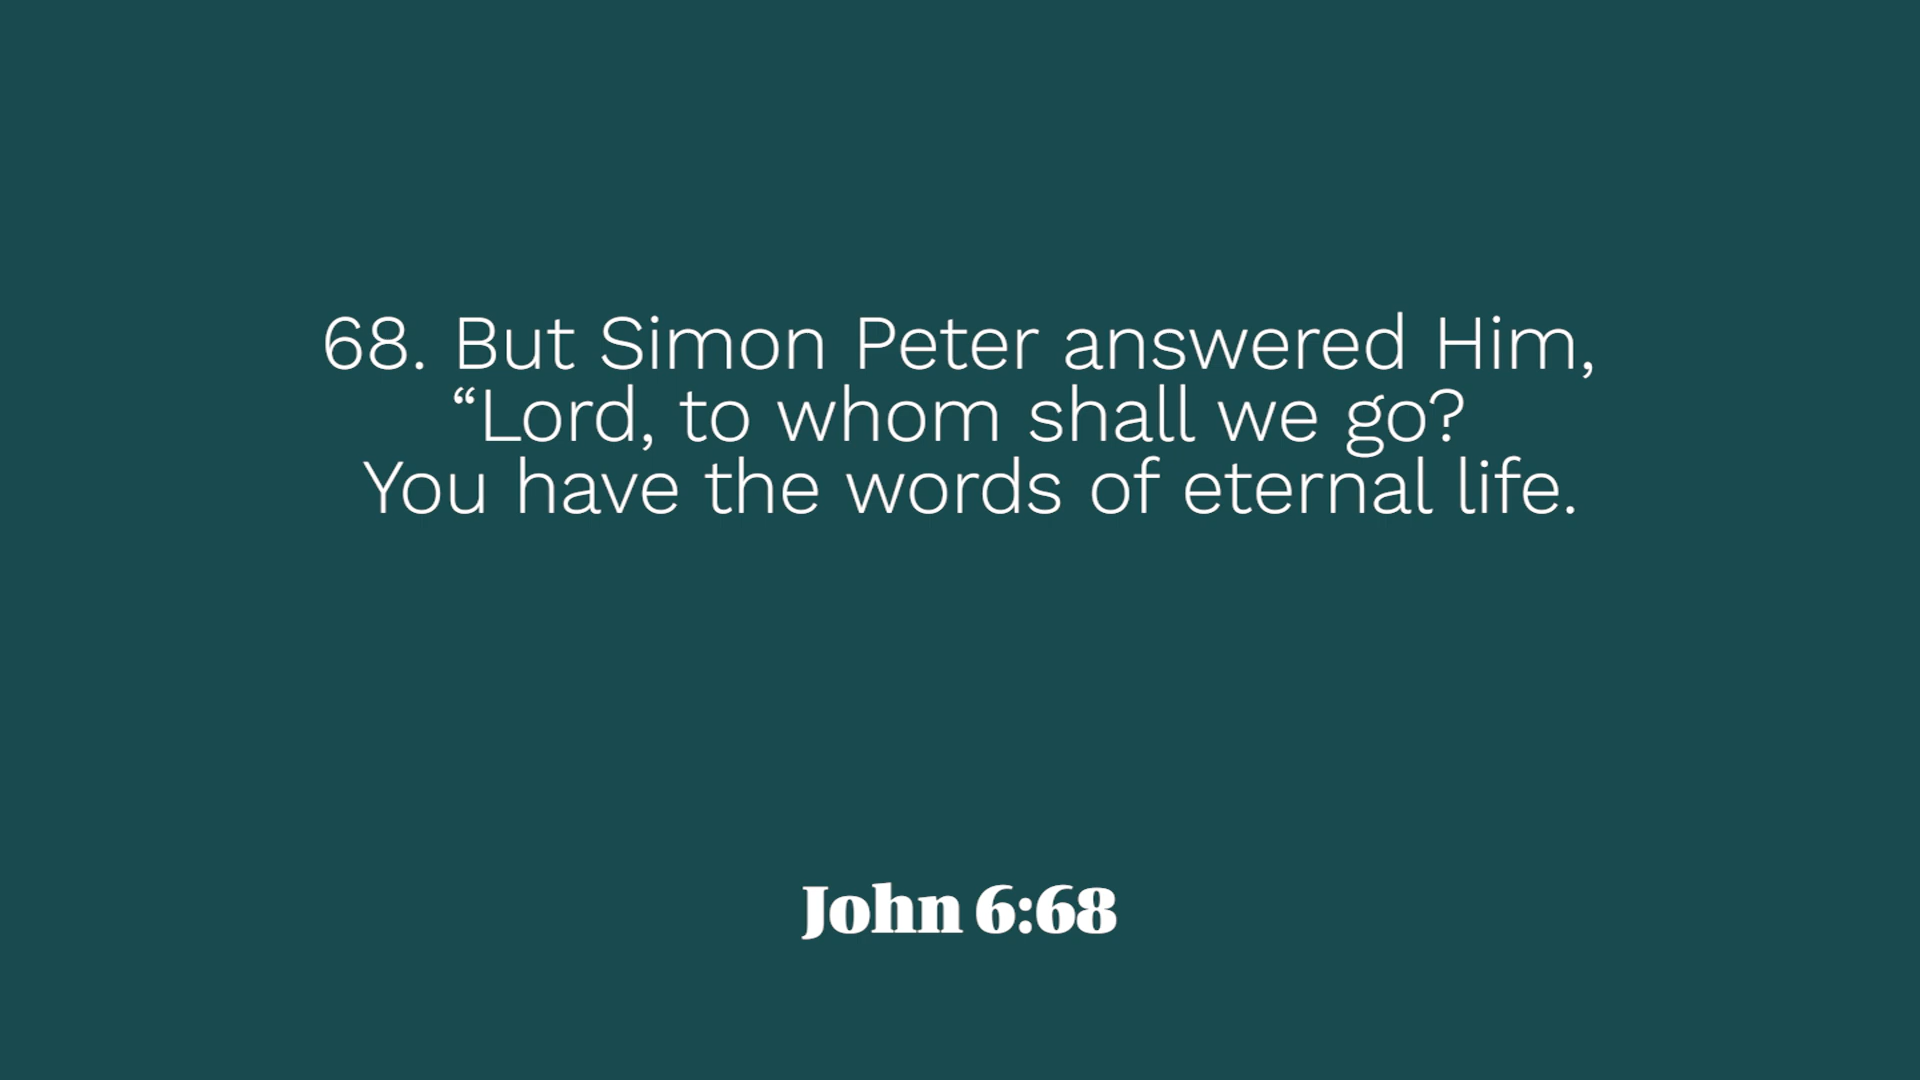 68. But Simon Peter answered Him,
“Lord, to whom shall we go?
You have the words of eternal life.
John 6:68